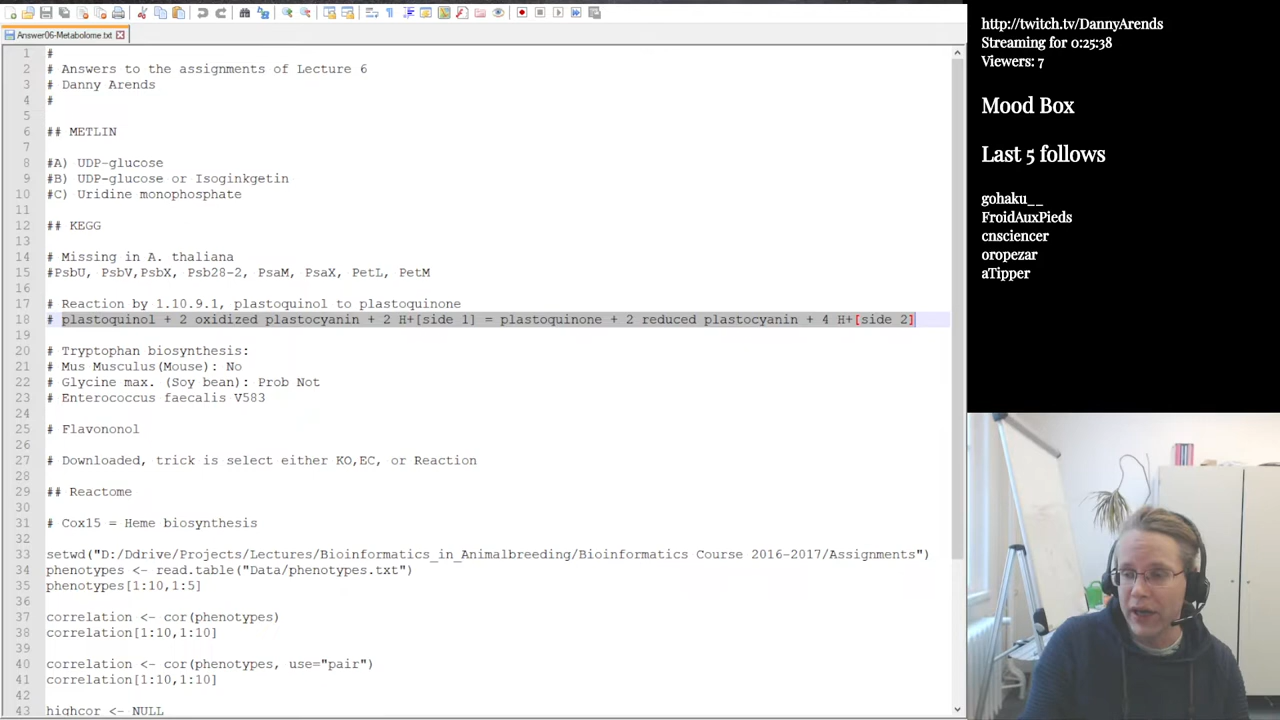 Answer06-Metabolome.txt
1 #
2 # Answers to the assignments of Lecture 6
3 # Danny Arends
4 #
5
6 ## METLIN
7
8 #A) UDP-glucose
9 #B) UDP-glucose or Isoginkgetin
10 #C) Uridine monophosphate
11
12 ## KEGG
13
14 # Missing in A. thaliana
15 #PsbU, PsbV,PsbX, Psb28-2, PsaM, PsaX, PetL, PetM
16
17 # Reaction by 1.10.9.1, plastoquinol to plastoquinone
18 # plastoquinol + 2 oxidized plastocyanin + 2 H+[side 1] = plastoquinone + 2 reduced plastocyanin + 4 H+[side 2]
19
20 # Tryptophan biosynthesis:
21 # Mus Musculus(Mouse): No
22 # Glycine max. (Soy bean): Prob Not
23 # Enterococcus faecalis V583
24
25 # Flavononol
26
27 # Downloaded, trick is select either KO,EC, or Reaction
28
29 ## Reactome
30
31 # Cox15 = Heme biosynthesis
32
33 setwd("D:/Ddrive/Projects/Lectures/Bioinformatics_in_Animalbreeding/Bioinformatics Course 2016-2017/Assignments")
34 phenotypes <- read.table("Data/phenotypes.txt")
35 phenotypes[1:10,1:5]
36
37 correlation <- cor(phenotypes)
38 correlation[1:10,1:10]
39
40 correlation <- cor(phenotypes, use="pair")
41 correlation[1:10,1:10]
42
43 highcor <- NULL
http://twitch.tv/DannyArends
Streaming for 0:25:38
Viewers: 7
Mood Box
Last 5 follows
gohaku__
FroidAuxPieds
cnsciencer
oropezar
aTipper